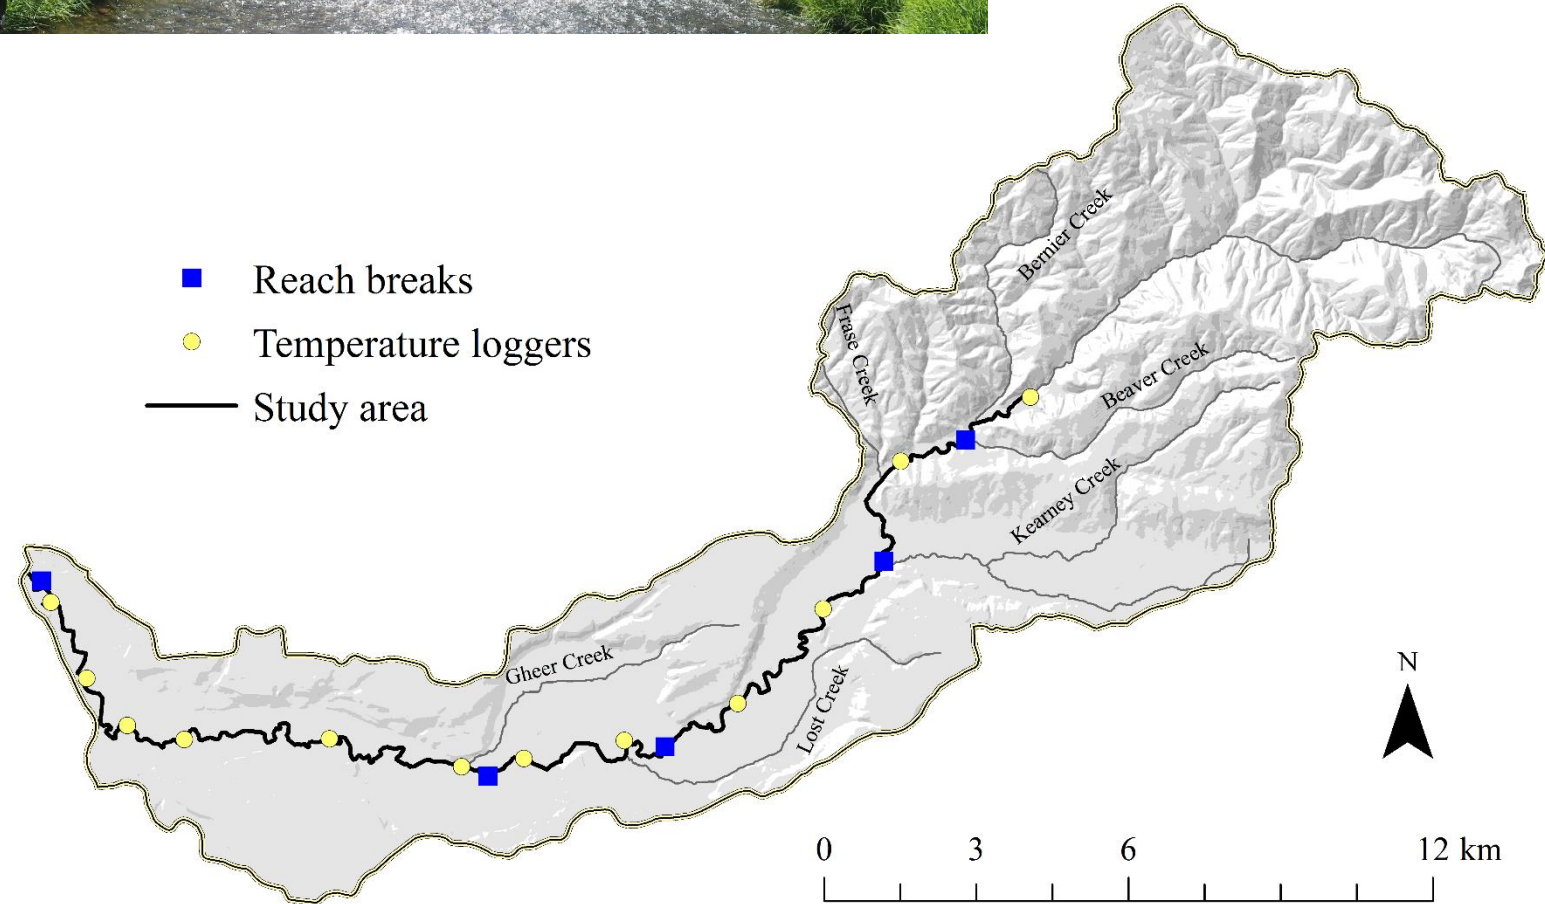 Bernier Creek
Reach breaks
Frase Creek
Temperature loggers
Beaver Creek
Study area
Kearney Creek
Gheer Creek
Lost Creek
N
0 3 6 12 km